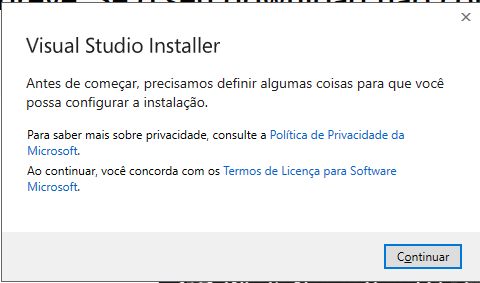 Visual Studio Installer
Antes de começar, precisamos definir algumas coisas para que você
possa configurar a instalação.
Para saber mais sobre privacidade, consulte a Política de Privacidade da
Microsoft.
Ao continuar, você concorda com os Termos de Licença para Software
Microsoft.
Continuar